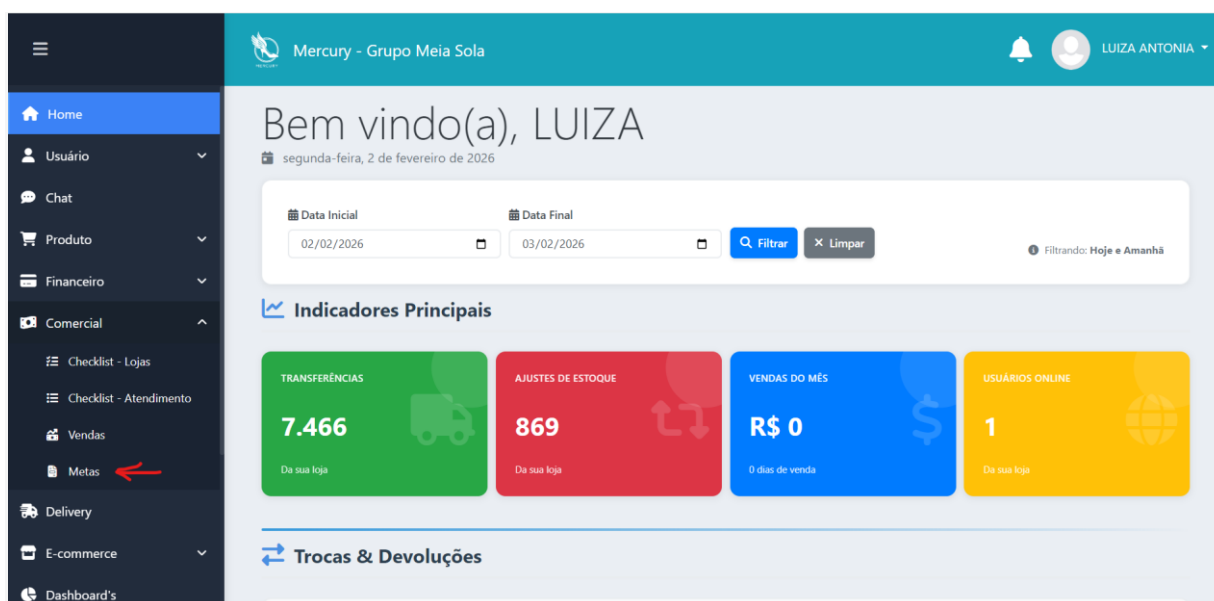 Mercury - Grupo Meia Sola
LUIZA ANTONIA
Home
Usuário
Chat
Produto
Financeiro
Comercial
Checklist - Lojas
Checklist - Atendimento
Vendas
Metas
Delivery
E-commerce
Dashboard's
Bem vindo(a), LUIZA
segunda-feira, 2 de fevereiro de 2026
Data Inicial
Data Final
02/02/2026
03/02/2026
Filtrar
Limpar
Filtrando: Hoje e Amanhã
Indicadores Principais
TRANSFERÊNCIAS
7.466
Da sua loja
AJUSTES DE ESTOQUE
869
Da sua loja
VENDAS DO MÊS
R$ 0
0 dias de venda
USUÁRIOS ONLINE
1
Da sua loja
Trocas & Devoluções